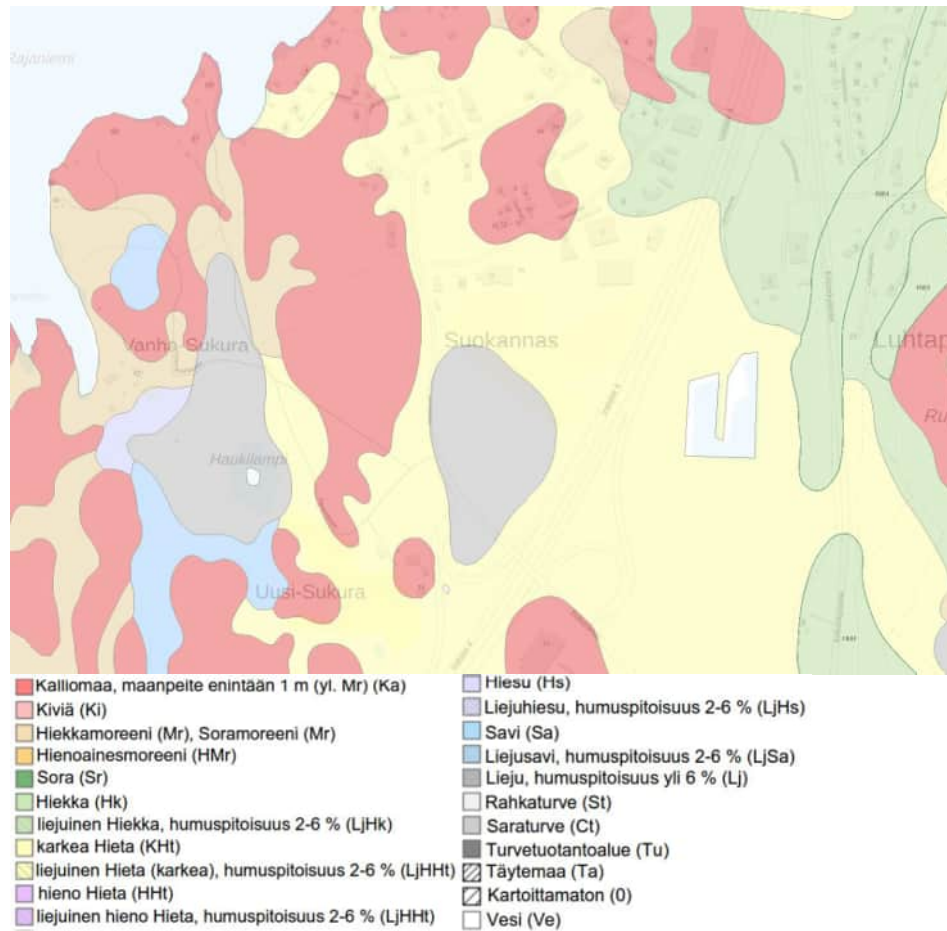 Rajaniemi
Suokannas
Vanha-Sukura
Luhtap
Ru
Haukilampi
Uusi-Sukura
Kalliomaa, maanpeite enintään 1 m (yl. Mr) (Ka)
Kiviä (Ki)
Hiekkamoreeni (Mr), Soramoreeni (Mr)
Hienoainesmoreeni (HMr)
Sora (Sr)
Hiekka (Hk)
liejuinen Hiekka, humuspitoisuus 2-6 % (LjHk)
karkea Hieta (KHt)
liejuinen Hieta (karkea), humuspitoisuus 2-6 % (LjHHt)
hieno Hieta (HHt)
liejuinen hieno Hieta, humuspitoisuus 2-6 % (LjHHt)
Hiesu (Hs)
Liejuhiesu, humuspitoisuus 2-6 % (LjHs)
Savi (Sa)
Liejusavi, humuspitoisuus 2-6 % (LjSa)
Lieju, humuspitoisuus yli 6 % (Lj)
Rahkaturve (St)
Saraturve (Ct)
Turvetuotantoalue (Tu)
Täytemaa (Ta)
Kartoittamaton (0)
Vesi (Ve)